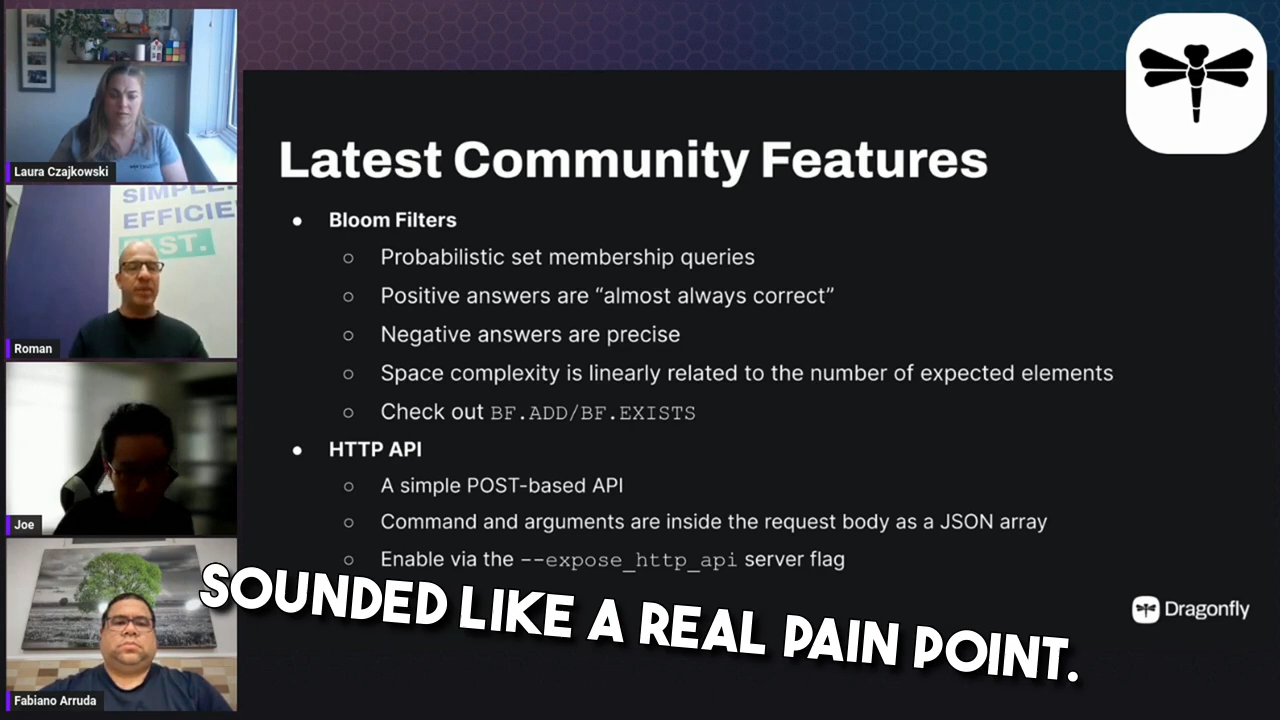 Laura Czajkowski
SIMPLE.
EFFICIE
FAST.
Roman
Joe
Fabiano Arruda
Latest Community Features
Bloom Filters
Probabilistic set membership queries
Positive answers are “almost always correct”
Negative answers are precise
Space complexity is linearly related to the number of expected elements
Check out BF.ADD/BF.EXISTS
HTTP API
A simple POST-based API
Command and arguments are inside the request body as a JSON array
Enable via the --expose_http_api server flag
SOUNDED LIKE A REAL PAIN POINT.
Dragonfly